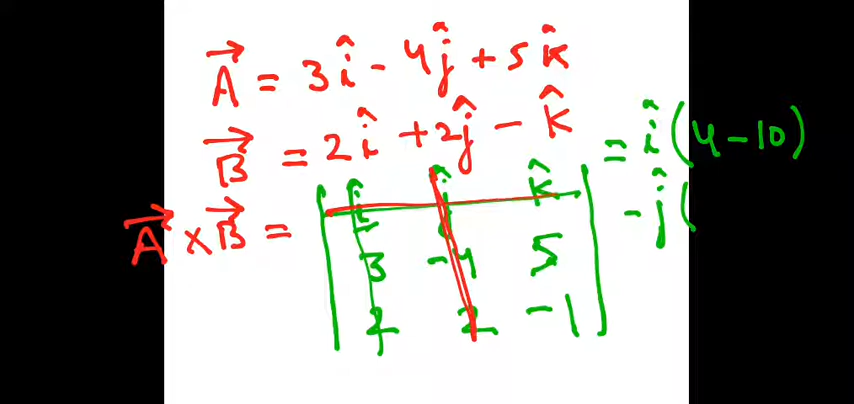 A⃗ = 3î - 4ĵ + 5k̂
B⃗ = 2î + 2ĵ - k̂
A⃗ × B⃗ = | î ĵ k̂ |
3 -4 5
2 2 -1
= î(4-10)
- ĵ(